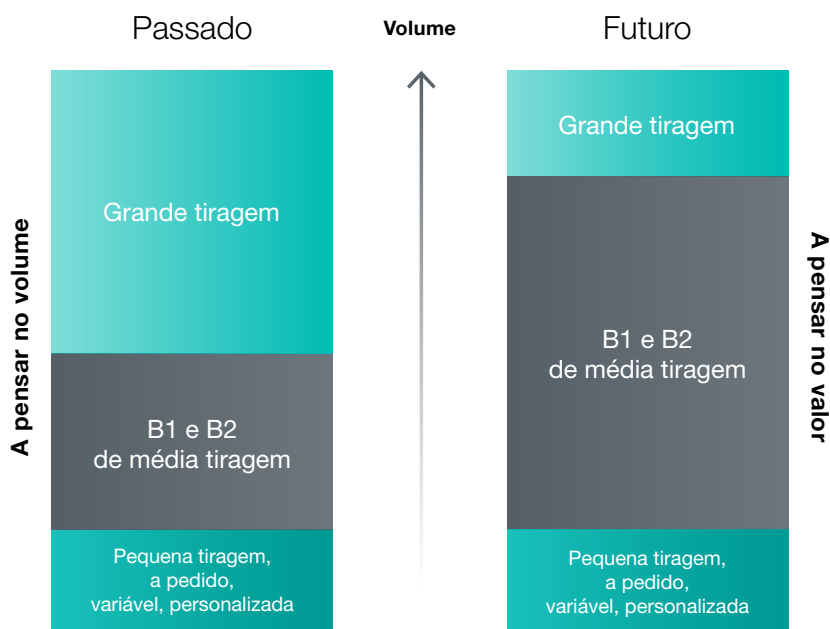 Passado
Volume
Futuro
A pensar no volume
Grande tiragem
B1 e B2
de média tiragem
Pequena tiragem,
a pedido,
variável, personalizada
Grande tiragem
B1 e B2
de média tiragem
Pequena tiragem,
a pedido,
variável, personalizada
A pensar no valor